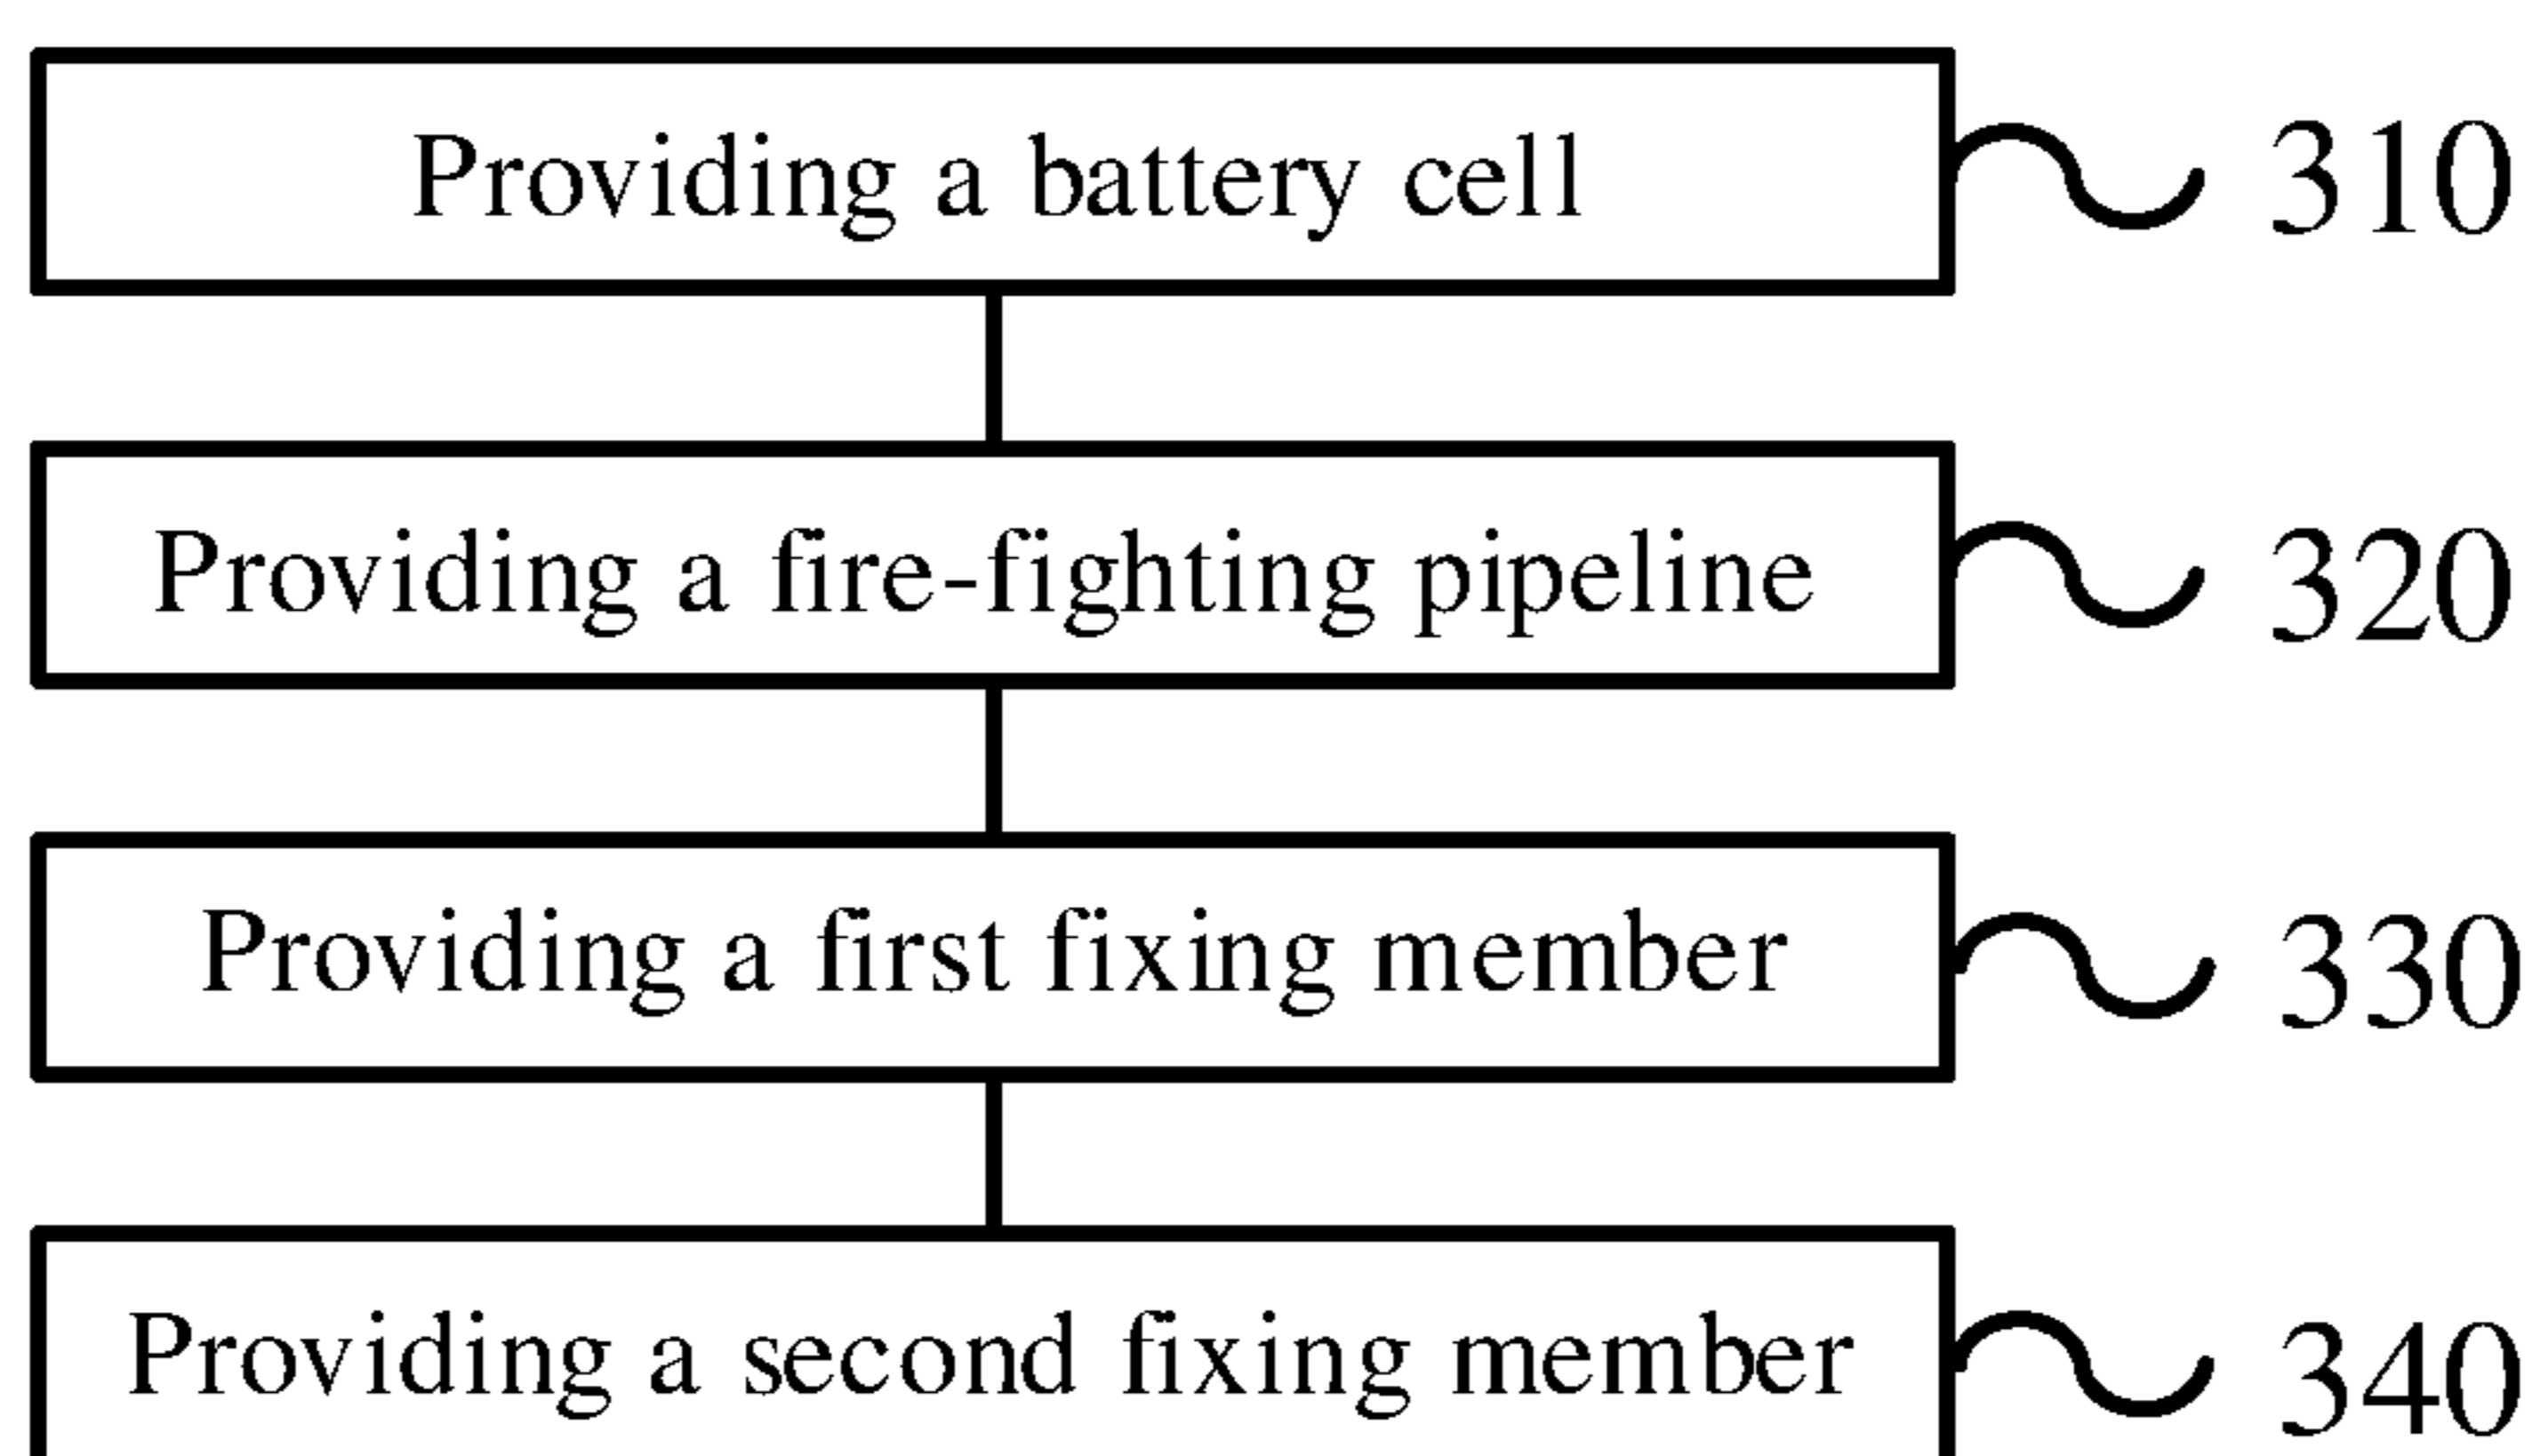 Providing a battery cell 310
Providing a fire-fighting pipeline 320
Providing a first fixing member 330
Providing a second fixing member 340